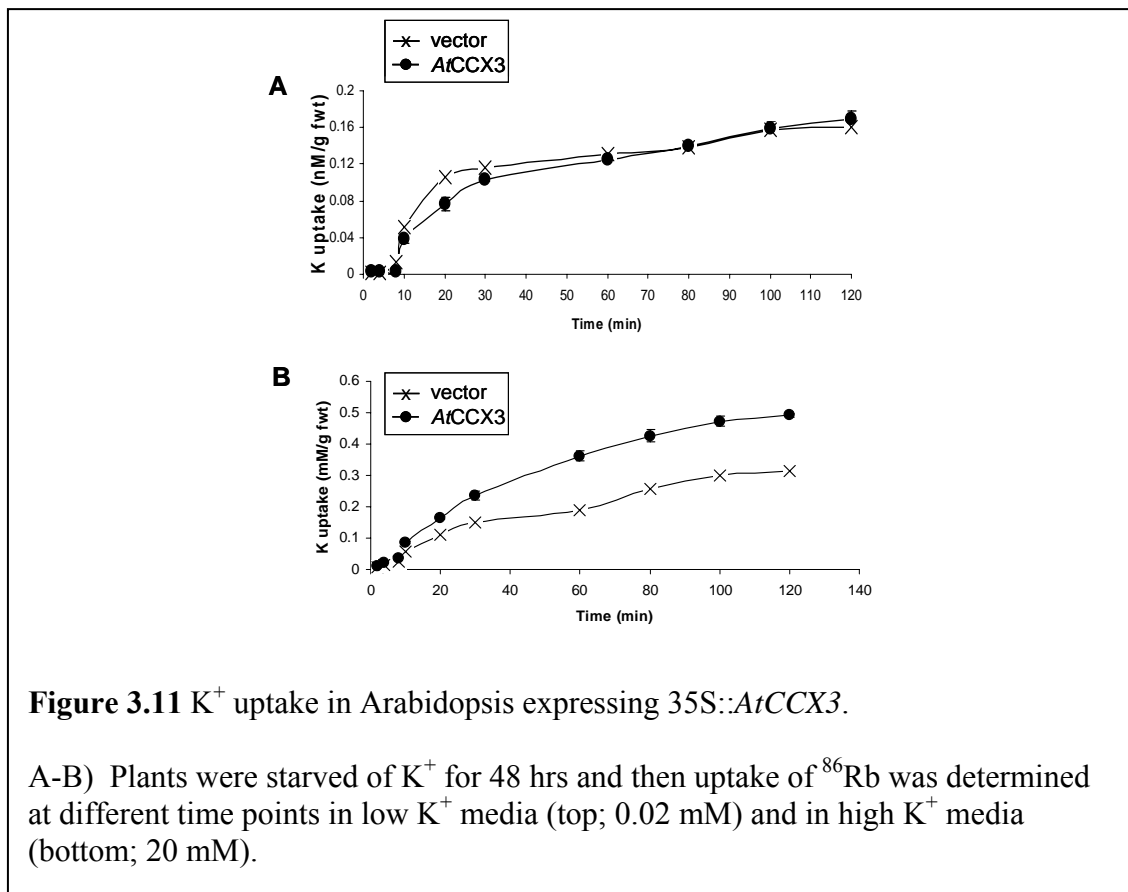 vector
AtCCX3
A
K uptake (nM/g fwt)
0.2
0.16
0.12
0.08
0.04
0
0 10 20 30 40 50 60 70 80 90 100 110 120
Time (min)
B
vector
AtCCX3
K uptake (mM/g fwt)
0.6
0.5
0.4
0.3
0.2
0.1
0
0 20 40 60 80 100 120 140
Time (min)
Figure 3.11 K⁺ uptake in Arabidopsis expressing 35S::AtCCX3.
A-B) Plants were starved of K⁺ for 48 hrs and then uptake of ⁸⁶Rb was determined
at different time points in low K⁺ media (top; 0.02 mM) and in high K⁺ media
(bottom; 20 mM).